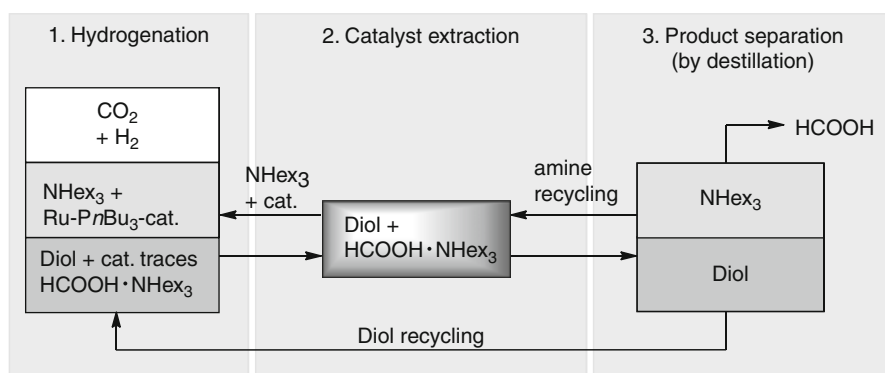 1. Hydrogenation
2. Catalyst extraction
3. Product separation
(by destillation)
CO₂
+ H₂
NHex₃ +
Ru-PnBu₃-cat.
Diol + cat. traces
HCOOH·NHex₃
NHex₃
+ cat.
Diol +
HCOOH·NHex₃
amine
recycling
HCOOH
NHex₃
Diol
Diol recycling